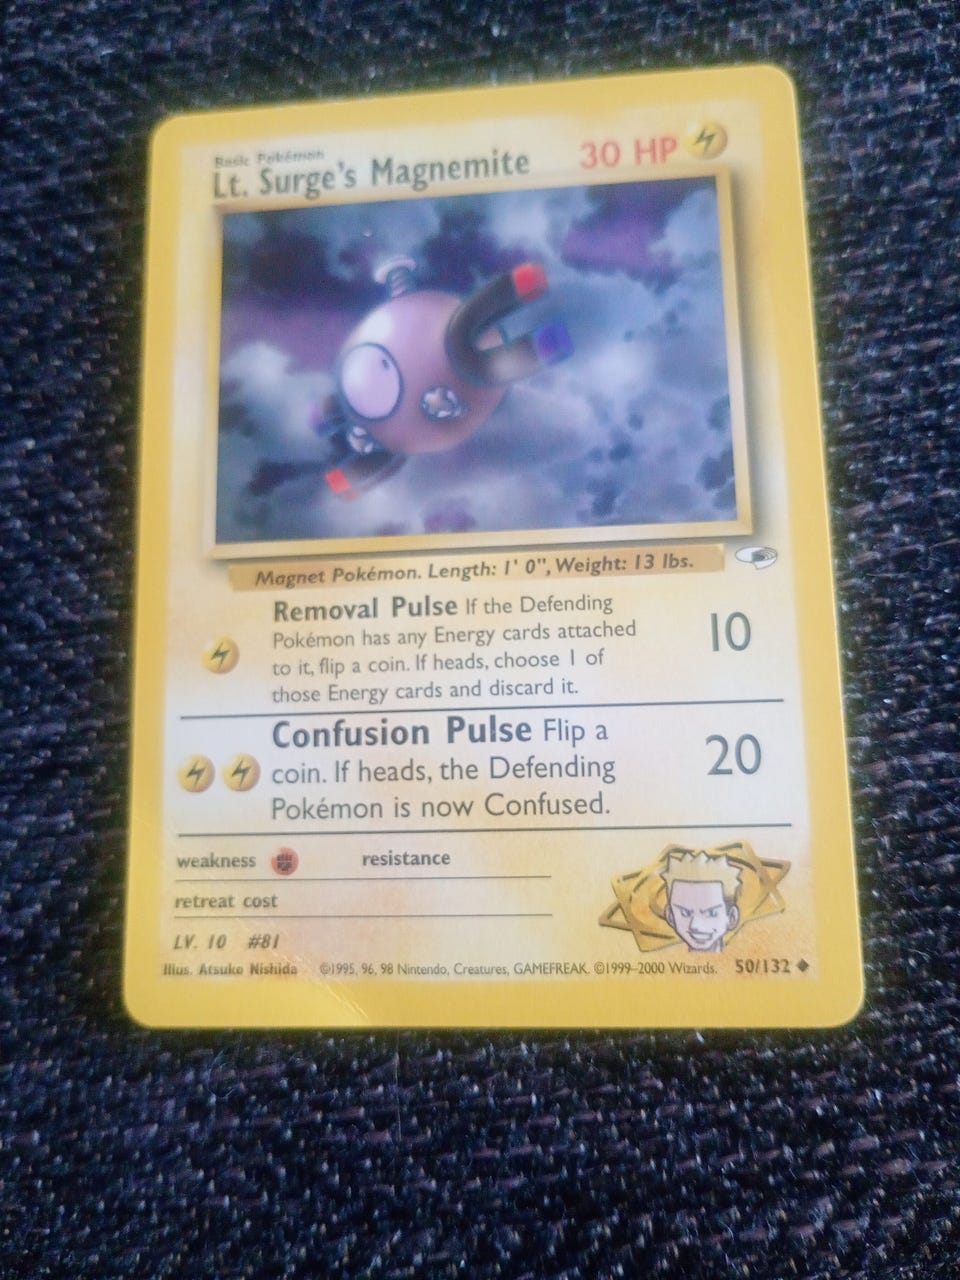 Basic Pokémon
Lt. Surge's Magnemite 30 HP
Magnet Pokémon. Length: 1' 0", Weight: 13 lbs.
Removal Pulse If the Defending
Pokémon has any Energy cards attached
to it, flip a coin. If heads, choose 1 of
those Energy cards and discard it.
10
Confusion Pulse Flip a
coin. If heads, the Defending
Pokémon is now Confused.
20
weakness resistance
retreat cost
LV. 10 #81
Illus. Atsuko Nishida ©1995, 96, 98 Nintendo, Creatures, GAMEFREAK. ©1999-2000 Wizards. 50/132